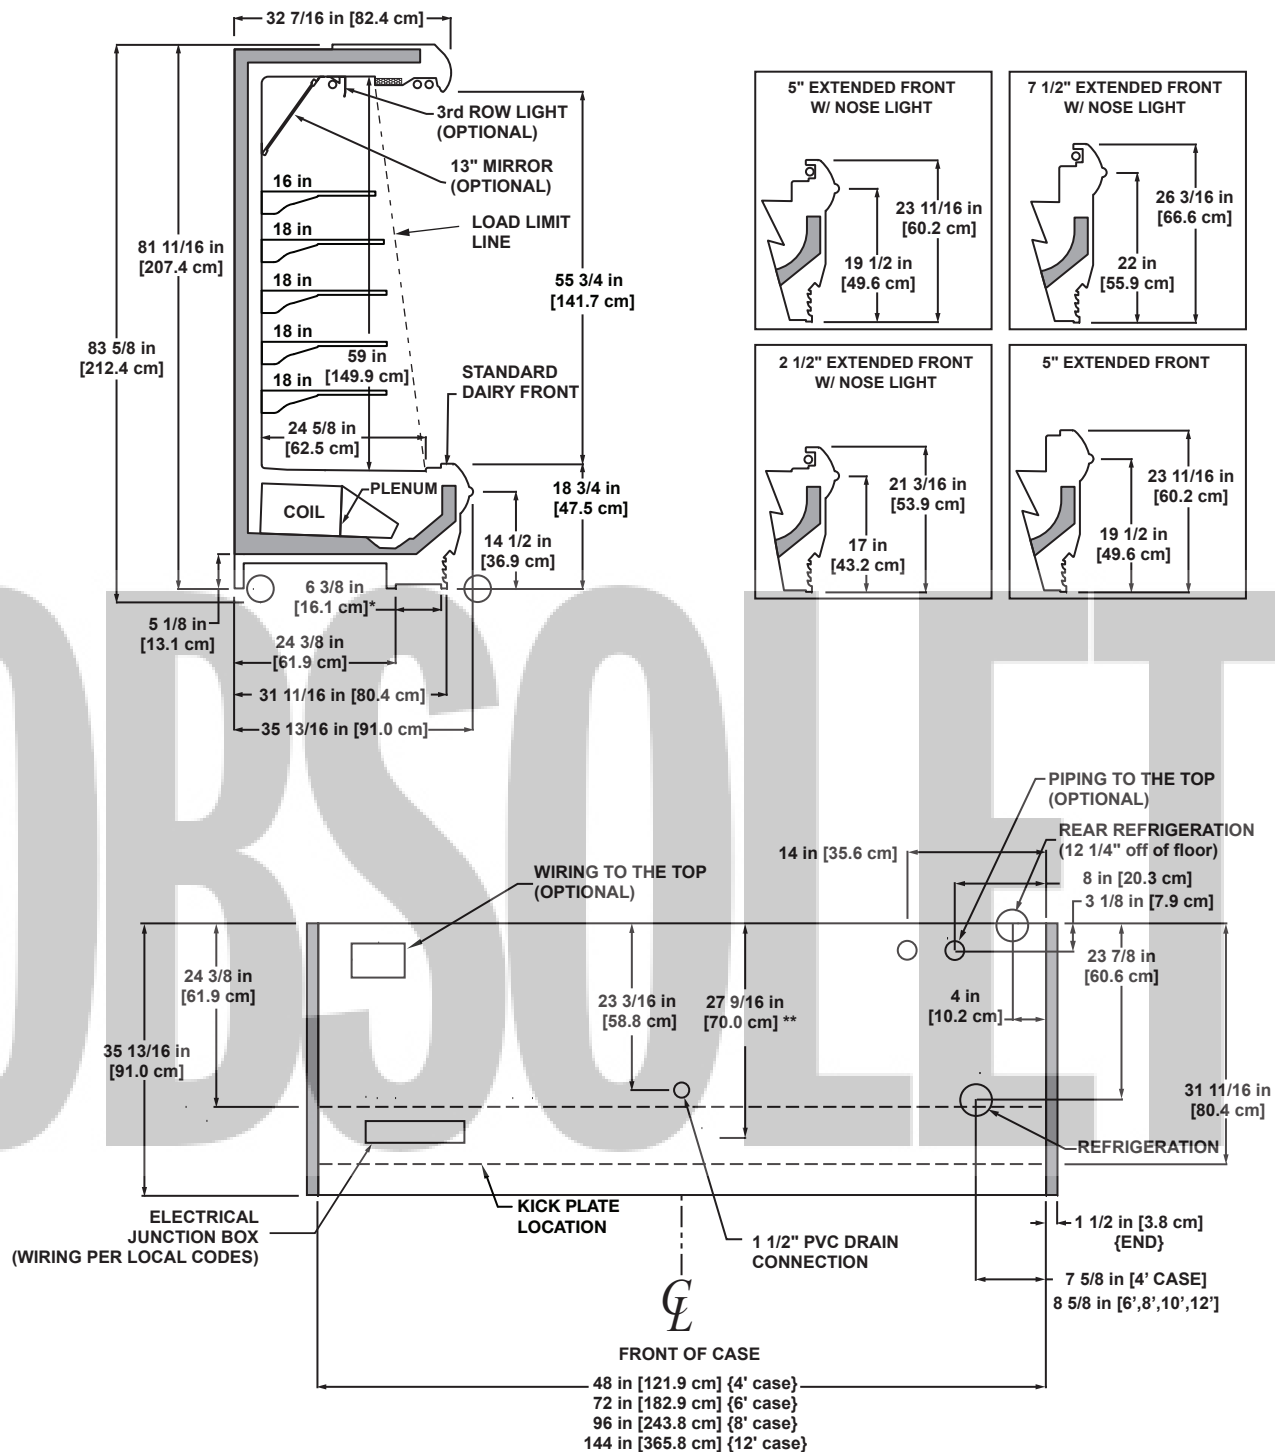 32 7/16 in [82.4 cm]
3rd ROW LIGHT
(OPTIONAL)
13" MIRROR
(OPTIONAL)
16 in
LOAD LIMIT
LINE
18 in
81 11/16 in
[207.4 cm]
18 in
55 3/4 in
[141.7 cm]
18 in
83 5/8 in
[212.4 cm]
59 in
[149.9 cm]
18 in
STANDARD
DAIRY FRONT
24 5/8 in
[62.5 cm]
PLENUM
COIL
18 3/4 in
[47.5 cm]
14 1/2 in
[36.9 cm]
6 3/8 in
[16.1 cm]*
5 1/8 in
[13.1 cm]
24 3/8 in
[61.9 cm]
31 11/16 in [80.4 cm]
35 13/16 in [91.0 cm]
5" EXTENDED FRONT
W/ NOSE LIGHT
23 11/16 in
[60.2 cm]
19 1/2 in
[49.6 cm]
7 1/2" EXTENDED FRONT
W/ NOSE LIGHT
26 3/16 in
[66.6 cm]
22 in
[55.9 cm]
2 1/2" EXTENDED FRONT
W/ NOSE LIGHT
21 3/16 in
[53.9 cm]
17 in
[43.2 cm]
5" EXTENDED FRONT
23 11/16 in
[60.2 cm]
19 1/2 in
[49.6 cm]
OBSOLET
PIPING TO THE TOP
(OPTIONAL)
REAR REFRIGERATION
(12 1/4" off of floor)
14 in [35.6 cm]
8 in [20.3 cm]
3 1/8 in [7.9 cm]
WIRING TO THE TOP
(OPTIONAL)
24 3/8 in
[61.9 cm]
23 3/16 in
[58.8 cm]
27 9/16 in
[70.0 cm] **
4 in
[10.2 cm]
23 7/8 in
[60.6 cm]
35 13/16 in
[91.0 cm]
31 11/16 in
[80.4 cm]
REFRIGERATION
KICK PLATE
LOCATION
ELECTRICAL
JUNCTION BOX
(WIRING PER LOCAL CODES)
1 1/2" PVC DRAIN
CONNECTION
1 1/2 in [3.8 cm]
{END}
7 5/8 in [4’ CASE]
8 5/8 in [6’,8’,10’,12’]
CL
FRONT OF CASE
48 in [121.9 cm] {4' case}
72 in [182.9 cm] {6' case}
96 in [243.8 cm] {8' case}
144 in [365.8 cm] {12' case}